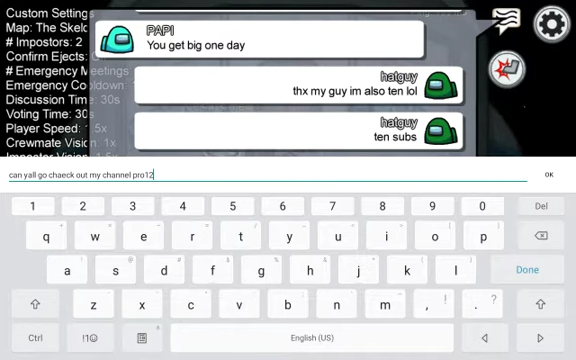 Custom Settings
Map: The Skeld
# Impostors: 2
Confirm Ejects:
# Emergency Meetings
Emergency Cooldown:
Discussion Time: 30s
Voting Time: 30s
Player Speed: 1.5x
Crewmate Vision: 1x
Impostor Vision:
PAPI
You get big one day
hatguy
thx my guy im also ten lol
hatguy
ten subs
can yall go chaeck out my channel pro12
OK
1 2 3 4 5 6 7 8 9 0 Del
q w e r t y u i o p
a s d f g h j k l Done
z x c v b n m , ! . ?
Ctrl !1☺ English (US)